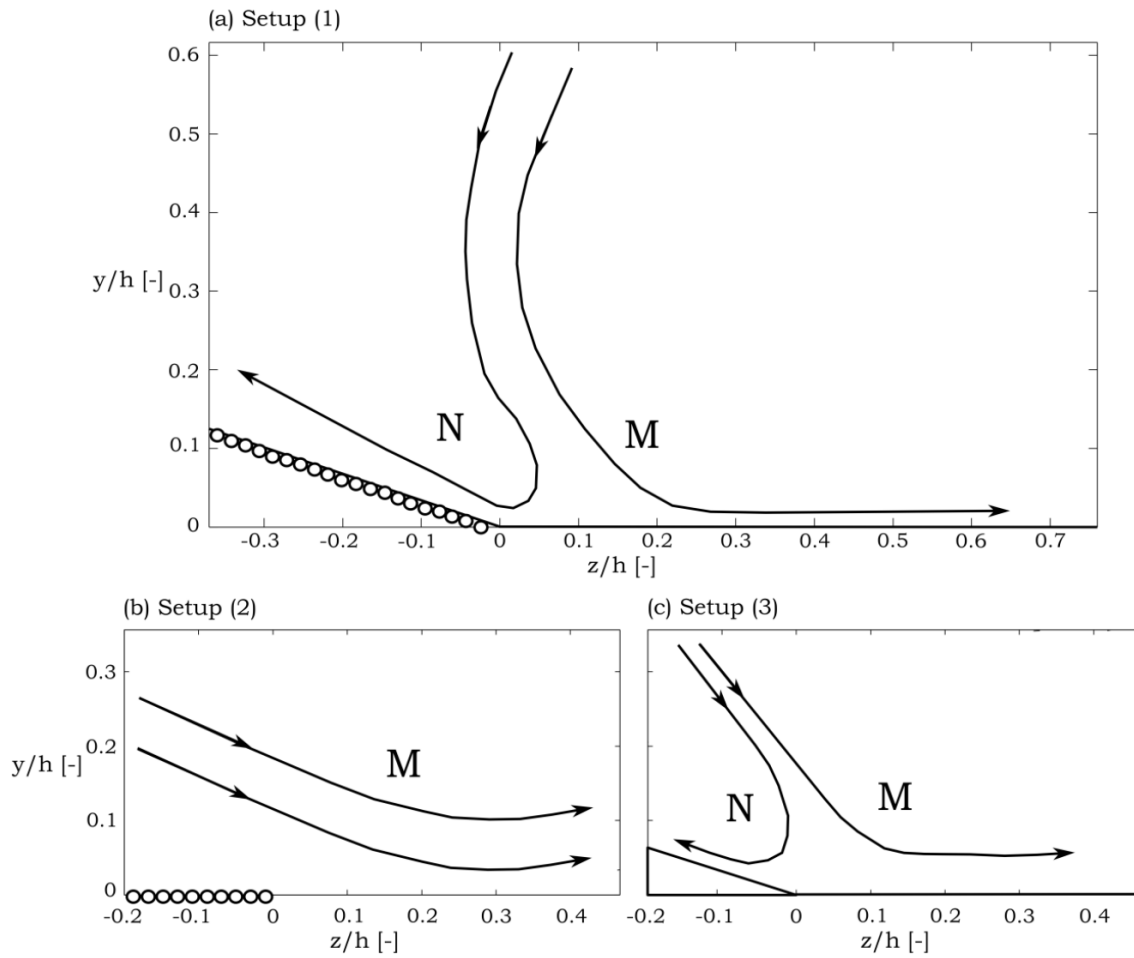 (a) Setup (1)
0.6
0.5
0.4
y/h [-]
0.3
0.2
0.1
0
N
M
-0.3 -0.2 -0.1 0 0.1 0.2 0.3 0.4 0.5 0.6 0.7
z/h [-]
(b) Setup (2)
0.3
0.2
y/h [-]
0.1
0
M
-0.2 -0.1 0 0.1 0.2 0.3 0.4
z/h [-]
(c) Setup (3)
N
M
-0.2 -0.1 0 0.1 0.2 0.3 0.4
z/h [-]